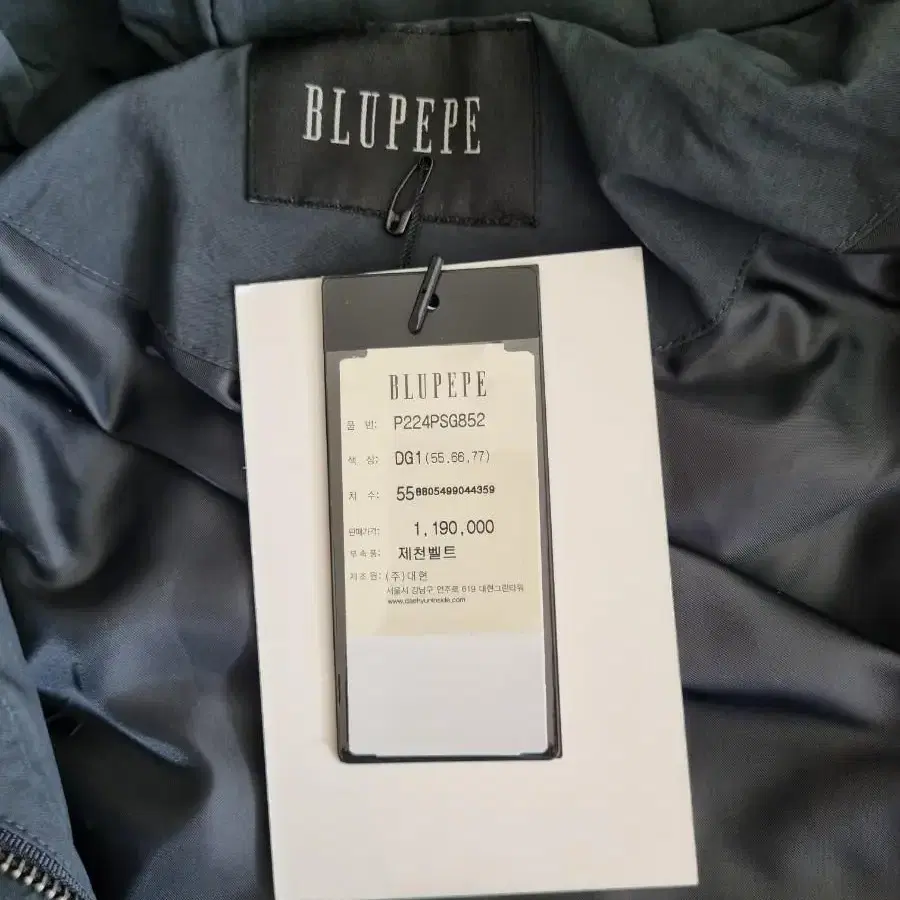 BLUPEPE
BLUPEPE
품 번: P224PSG852
색 상: DG1(55,66,77)
치 수: 55 8805499044359
판매가격: 1,190,000
부속품: 제천벨트
제조원: (주)대현
서울시 강남구 언주로 619 대현그린타워
www.daehyuninside.com